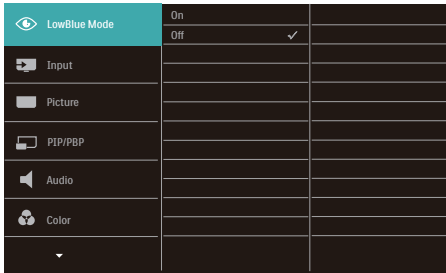 LowBlue Mode
On
Off
Input
Picture
PIP/PBP
Audio
Color